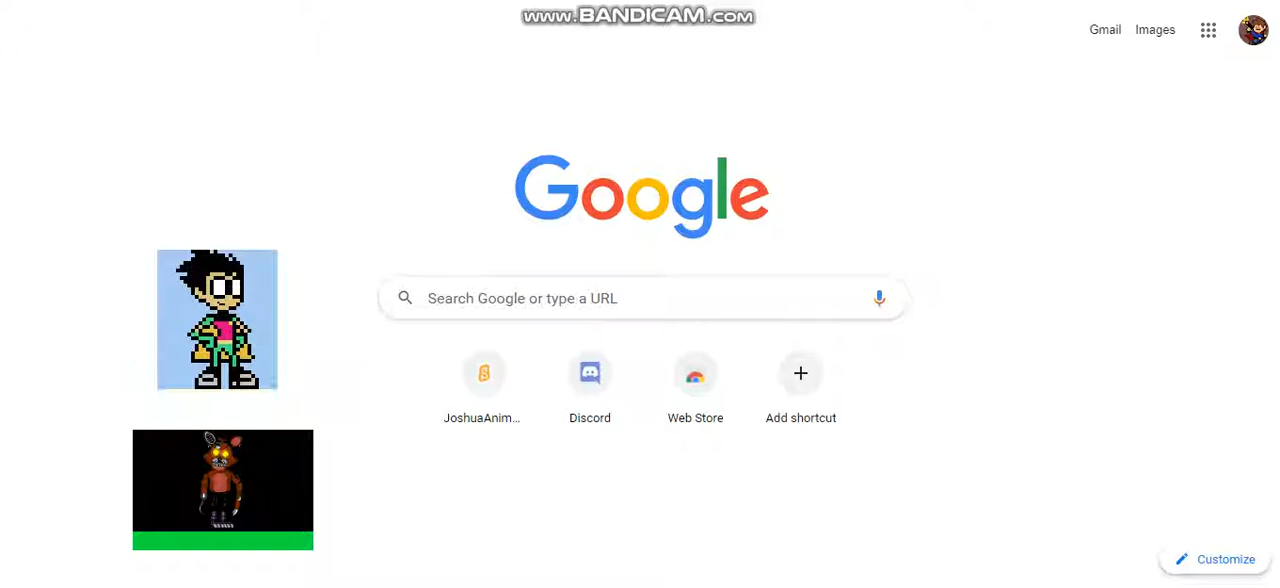 www.BANDICAM.com
Gmail Images
Google
Search Google or type a URL
JoshuaAnim... Discord Web Store Add shortcut
Customize